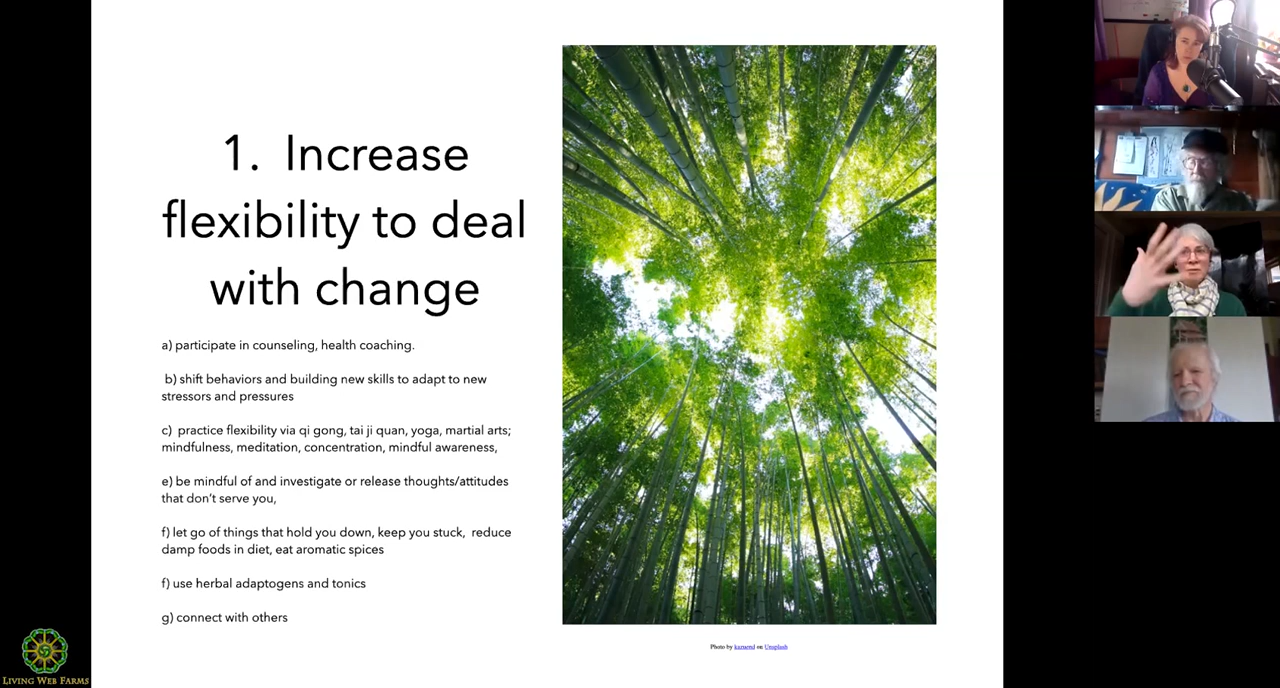 1. Increase
flexibility to deal
with change
a) participate in counseling, health coaching.
b) shift behaviors and building new skills to adapt to new
stressors and pressures
c) practice flexibility via qi gong, tai ji quan, yoga, martial arts;
mindfulness, meditation, concentration, mindful awareness,
e) be mindful of and investigate or release thoughts/attitudes
that don’t serve you,
f) let go of things that hold you down, keep you stuck, reduce
damp foods in diet, eat aromatic spices
f) use herbal adaptogens and tonics
g) connect with others
Photo by kazuend on Unsplash
LIVING WEB FARMS